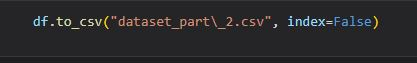 df.to_csv("dataset_part\_2.csv", index=False)